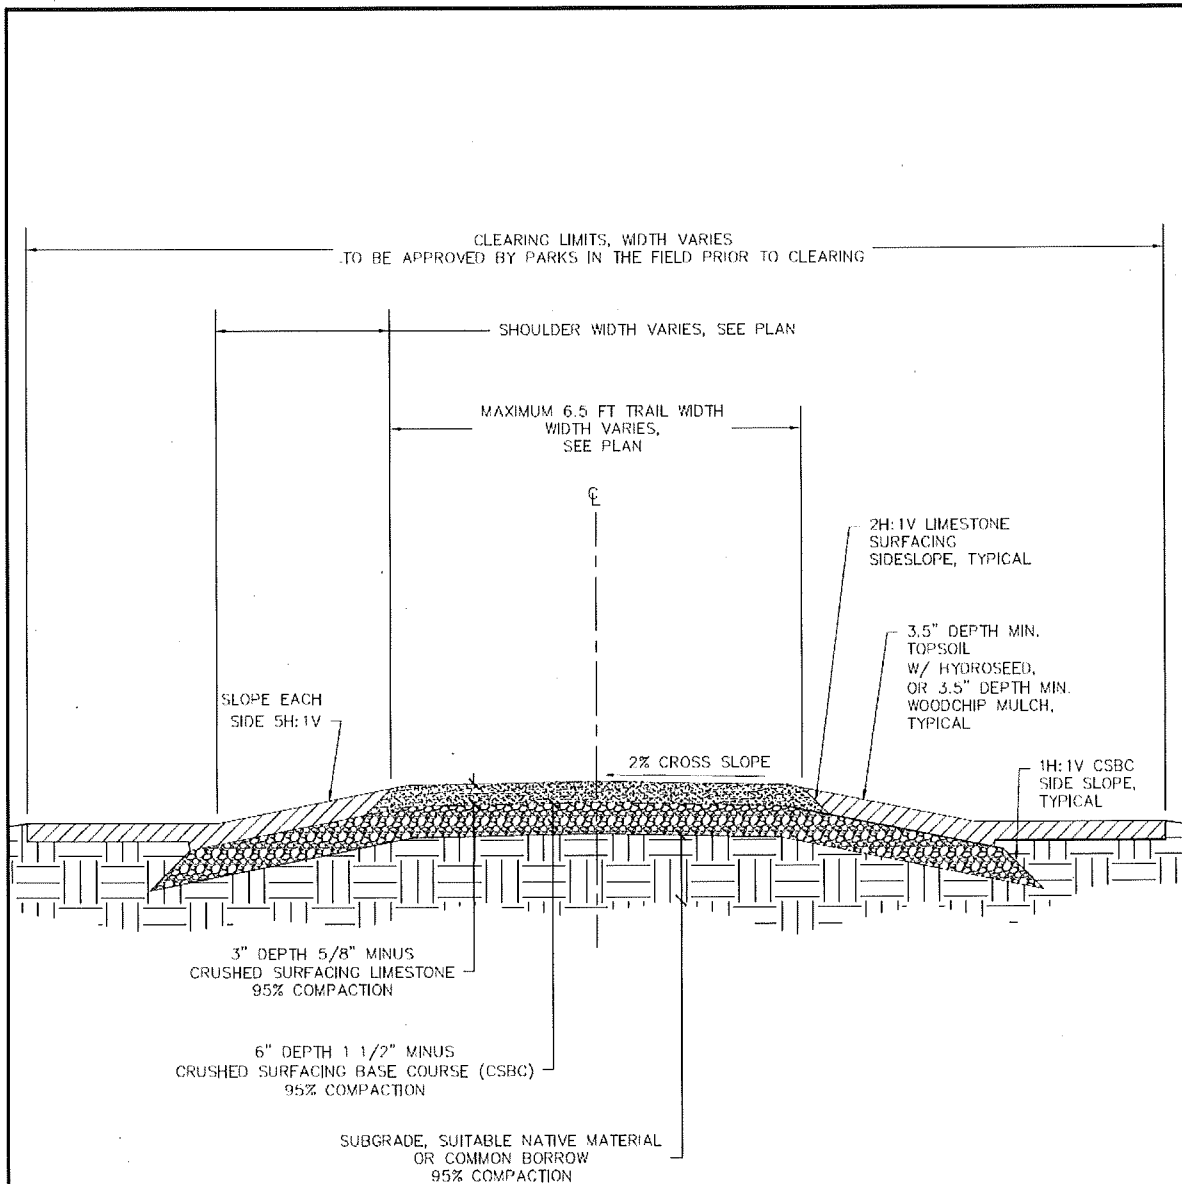 CLEARING LIMITS, WIDTH VARIES
TO BE APPROVED BY PARKS IN THE FIELD PRIOR TO CLEARING
SHOULDER WIDTH VARIES, SEE PLAN
MAXIMUM 6.5 FT TRAIL WIDTH
WIDTH VARIES,
SEE PLAN
℄
2H:1V LIMESTONE
SURFACING
SIDESLOPE, TYPICAL
3.5" DEPTH MIN.
TOPSOIL
W/ HYDROSEED,
OR 3.5" DEPTH MIN.
WOODCHIP MULCH,
TYPICAL
SLOPE EACH
SIDE 5H:1V
2% CROSS SLOPE
1H:1V CSBC
SIDE SLOPE,
TYPICAL
3" DEPTH 5/8" MINUS
CRUSHED SURFACING LIMESTONE
95% COMPACTION
6" DEPTH 1 1/2" MINUS
CRUSHED SURFACING BASE COURSE (CSBC)
95% COMPACTION
SUBGRADE, SUITABLE NATIVE MATERIAL
OR COMMON BORROW
95% COMPACTION